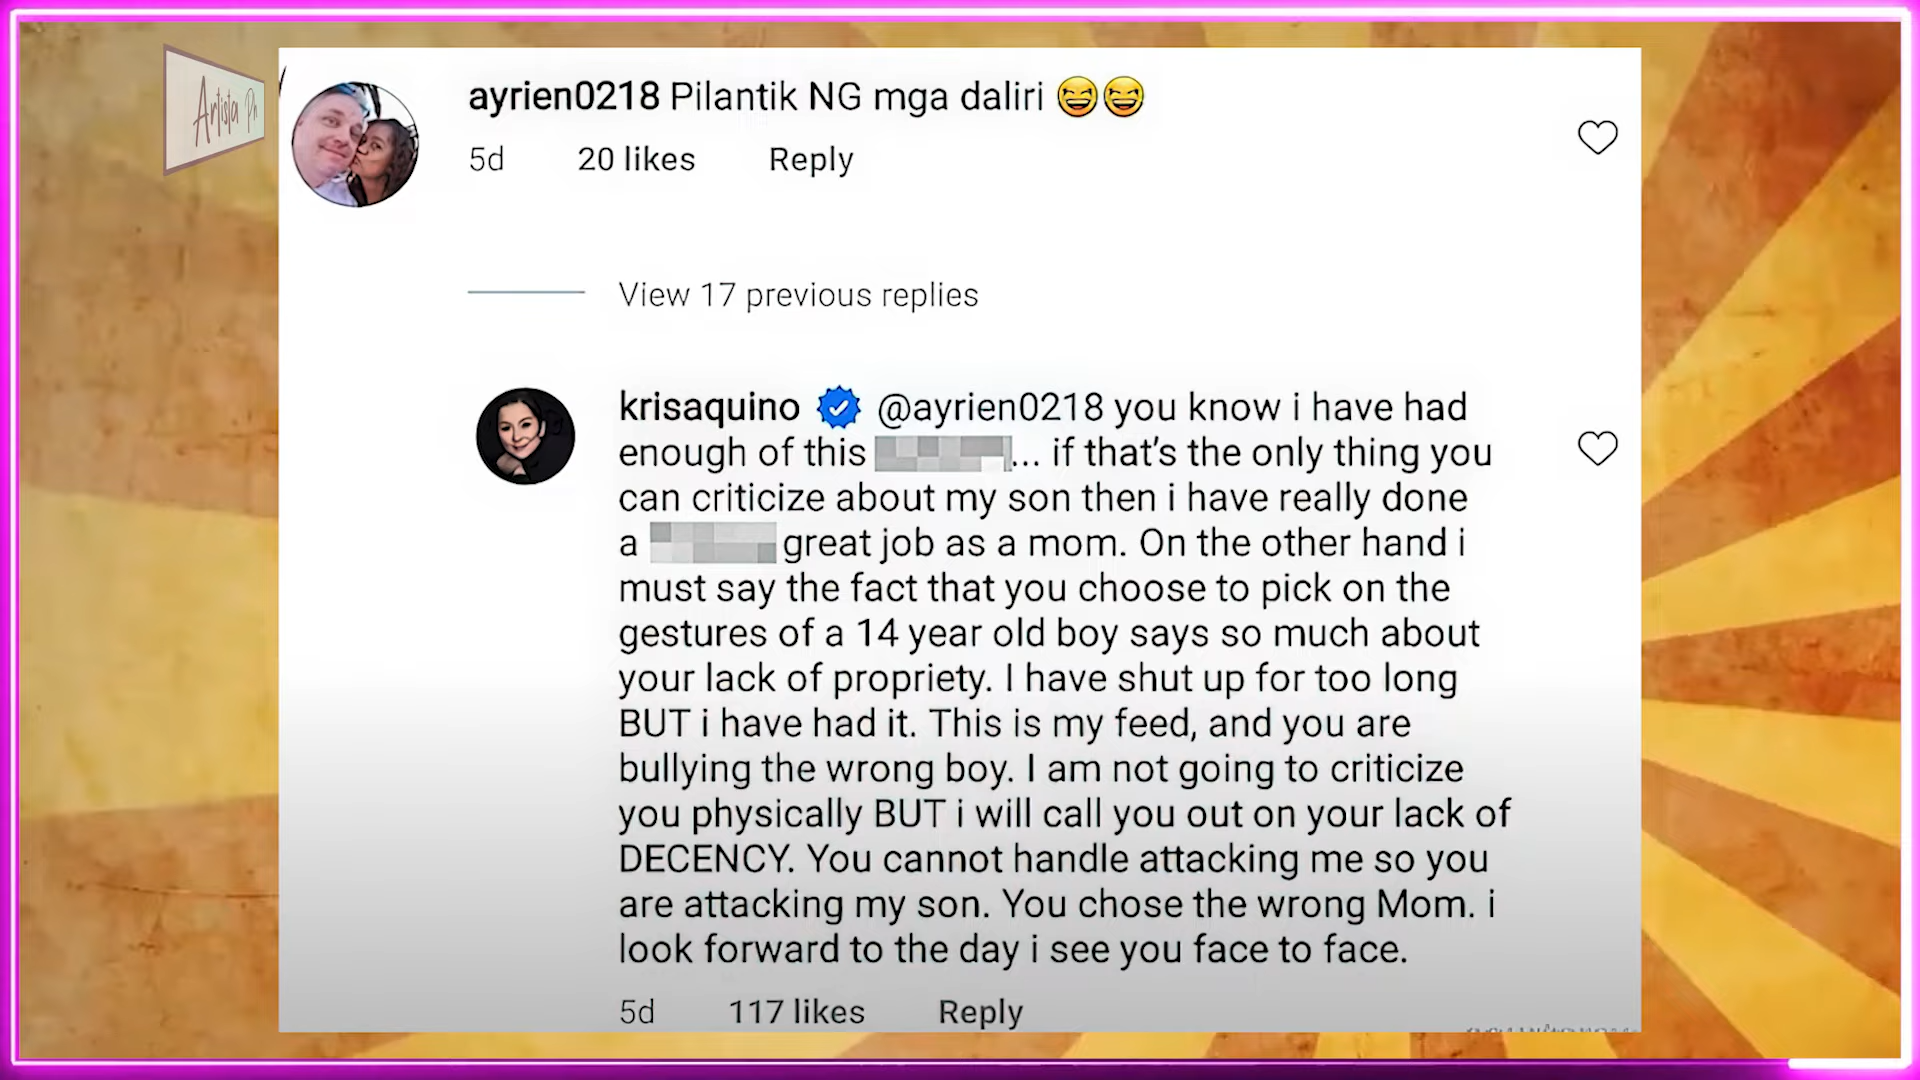 Artista Ph
ayrien0218 Pilantik NG mga daliri 😆😆
5d 20 likes Reply
View 17 previous replies
krisaquino @ayrien0218 you know i have had
enough of this ... if that's the only thing you
can criticize about my son then i have really done
a great job as a mom. On the other hand i
must say the fact that you choose to pick on the
gestures of a 14 year old boy says so much about
your lack of propriety. I have shut up for too long
BUT i have had it. This is my feed, and you are
bullying the wrong boy. I am not going to criticize
you physically BUT i will call you out on your lack of
DECENCY. You cannot handle attacking me so you
are attacking my son. You chose the wrong Mom. i
look forward to the day i see you face to face.
5d 117 likes Reply